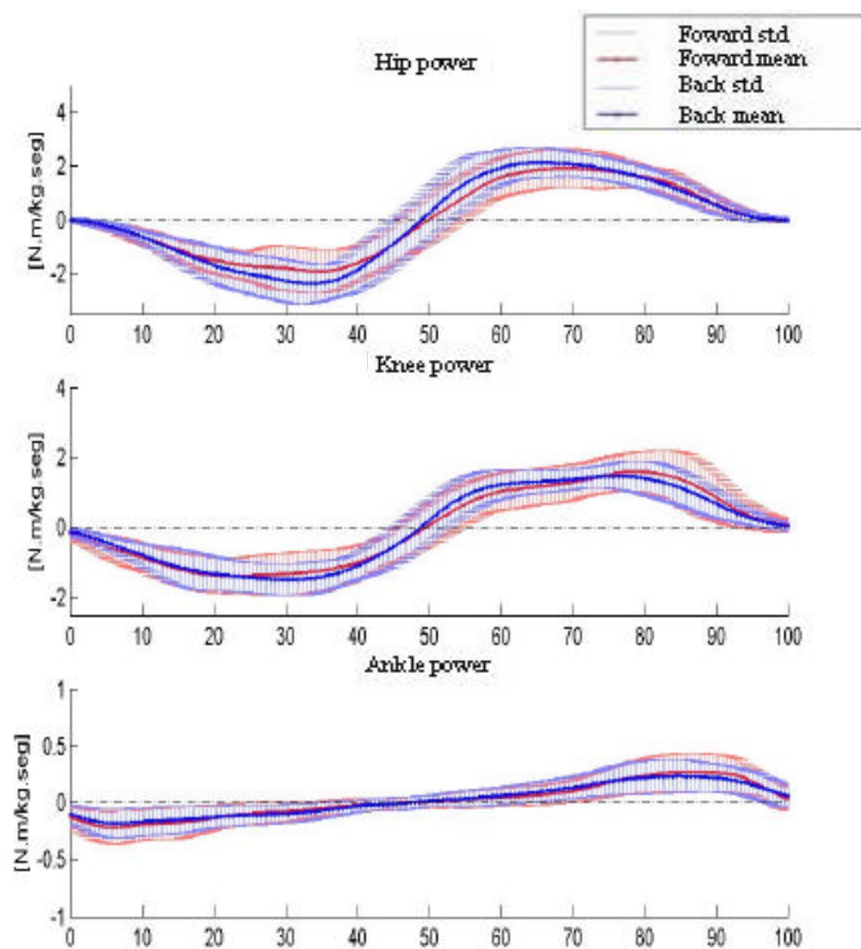 Foward std
Foward mean
Back std
Back mean
Hip power
[N.m/kg.seg]
4
2
0
-2
0 10 20 30 40 50 60 70 80 90 100
Knee power
[N.m/kg.seg]
4
2
0
-2
0 10 20 30 40 50 60 70 80 90 100
Ankle power
[N.m/kg.seg]
1
0.5
0
-0.5
-1
0 10 20 30 40 50 60 70 80 90 100